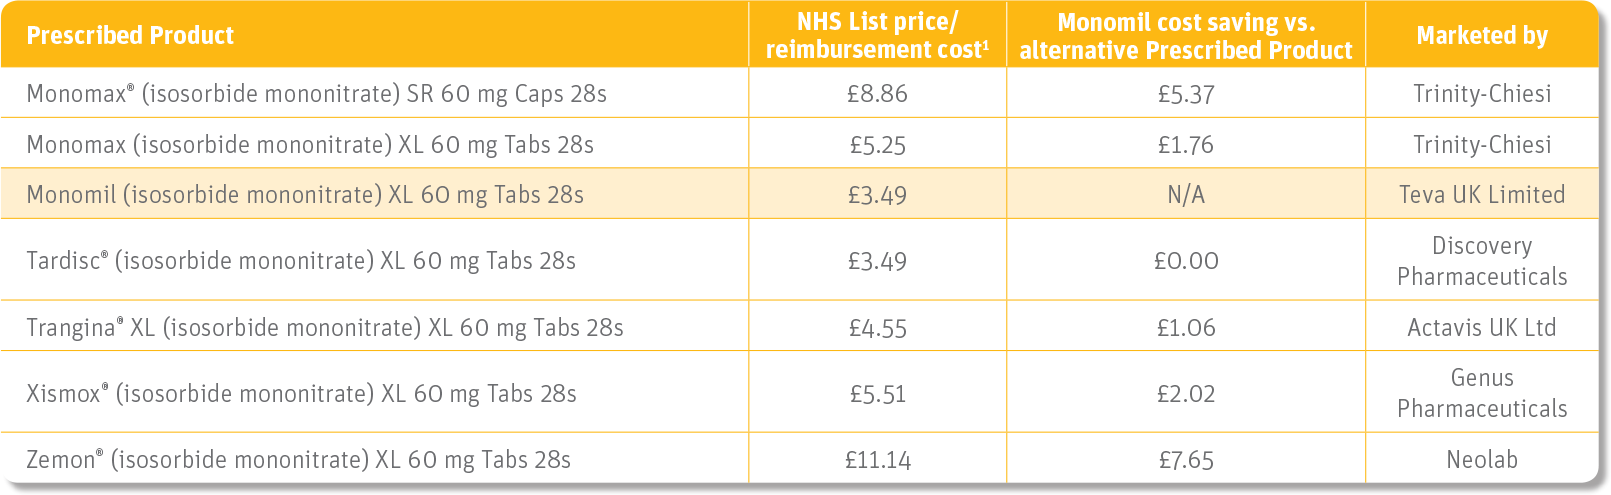 Prescribed Product
NHS List price/
reimbursement cost¹
Monomil cost saving vs.
alternative Prescribed Product
Marketed by
Monomax® (isosorbide mononitrate) SR 60 mg Caps 28s
£8.86
£5.37
Trinity-Chiesi
Monomax (isosorbide mononitrate) XL 60 mg Tabs 28s
£5.25
£1.76
Trinity-Chiesi
Monomil (isosorbide mononitrate) XL 60 mg Tabs 28s
£3.49
N/A
Teva UK Limited
Tardisc® (isosorbide mononitrate) XL 60 mg Tabs 28s
£3.49
£0.00
Discovery
Pharmaceuticals
Trangina® XL (isosorbide mononitrate) XL 60 mg Tabs 28s
£4.55
£1.06
Actavis UK Ltd
Xismox® (isosorbide mononitrate) XL 60 mg Tabs 28s
£5.51
£2.02
Genus
Pharmaceuticals
Zemon® (isosorbide mononitrate) XL 60 mg Tabs 28s
£11.14
£7.65
Neolab